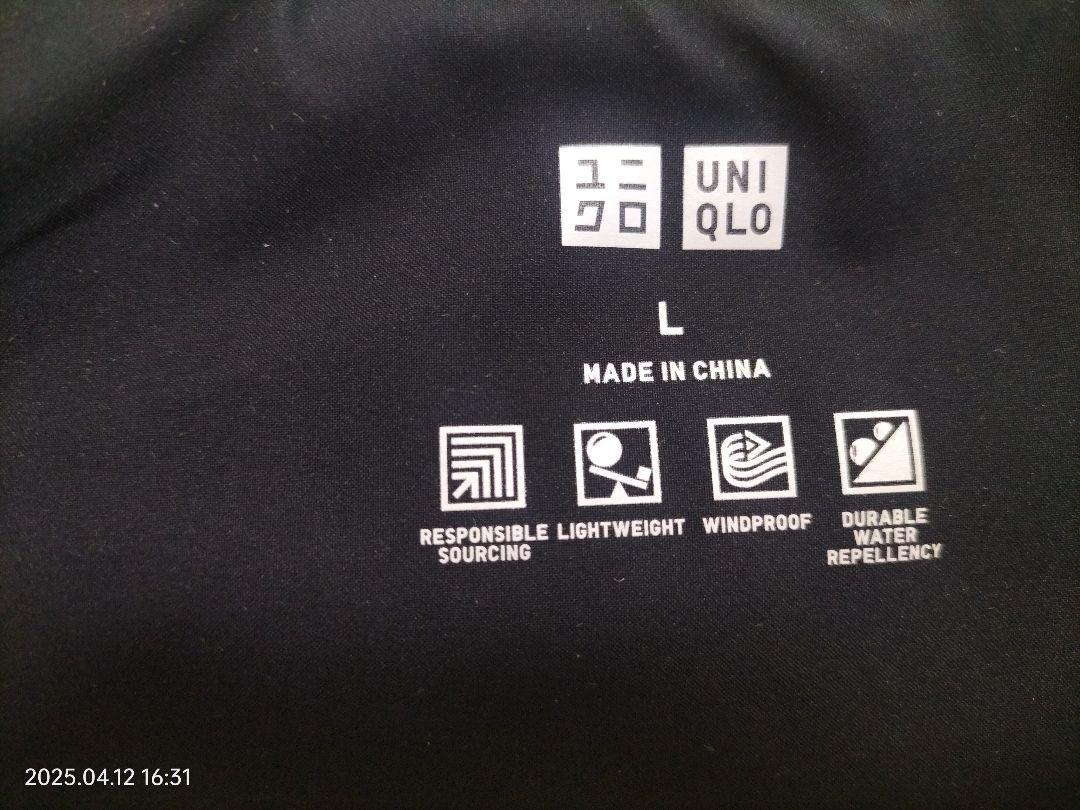 ユニ
クロ
UNI
QLO
L
MADE IN CHINA
RESPONSIBLE
SOURCING
LIGHTWEIGHT
WINDPROOF
DURABLE
WATER
REPELLENCY
2025.04.12 16:31